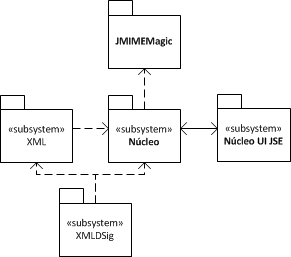 JMIMEMagic
«subsystem»
XML
«subsystem»
Núcleo
«subsystem»
Núcleo UI JSE
«subsystem»
XMLDSig